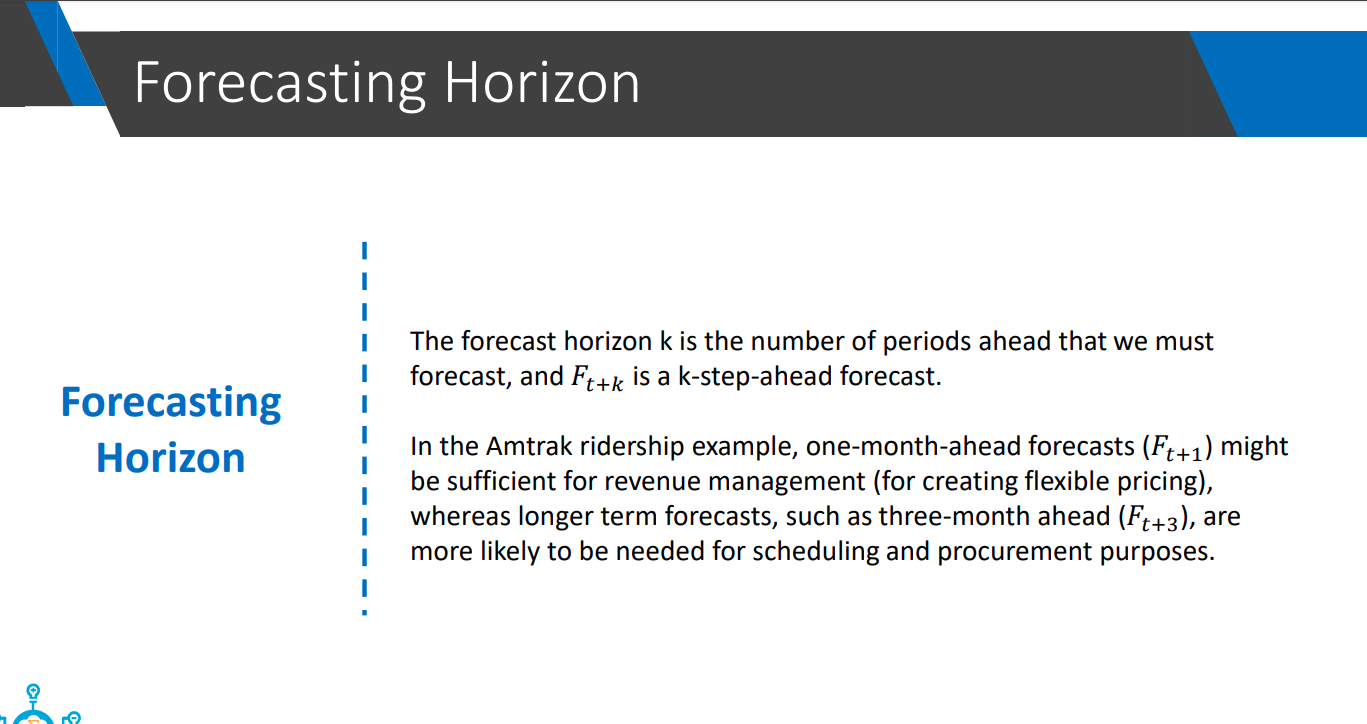 Forecasting Horizon
Forecasting
Horizon
The forecast horizon k is the number of periods ahead that we must
forecast, and F_{t+k} is a k-step-ahead forecast.
In the Amtrak ridership example, one-month-ahead forecasts (F_{t+1}) might
be sufficient for revenue management (for creating flexible pricing),
whereas longer term forecasts, such as three-month ahead (F_{t+3}), are
more likely to be needed for scheduling and procurement purposes.